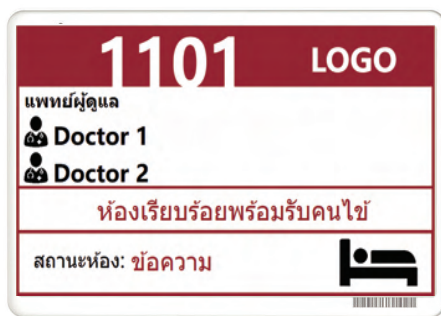 1101 LOGO
แพทย์ผู้ดูแล
Doctor 1
Doctor 2
ห้องเรียบร้อยพร้อมรับคนไข้
สถานะห้อง: ข้อความ